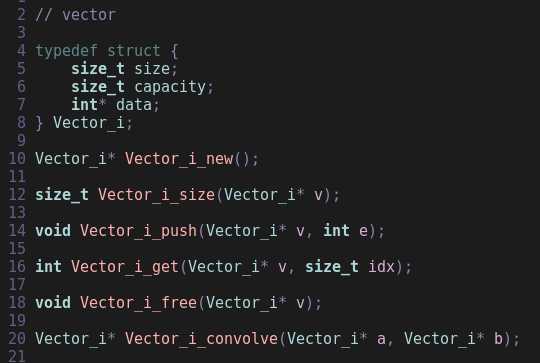 2 // vector
3
4 typedef struct {
5     size_t size;
6     size_t capacity;
7     int* data;
8 } Vector_i;
9
10 Vector_i* Vector_i_new();
11
12 size_t Vector_i_size(Vector_i* v);
13
14 void Vector_i_push(Vector_i* v, int e);
15
16 int Vector_i_get(Vector_i* v, size_t idx);
17
18 void Vector_i_free(Vector_i* v);
19
20 Vector_i* Vector_i_convolve(Vector_i* a, Vector_i* b);
21